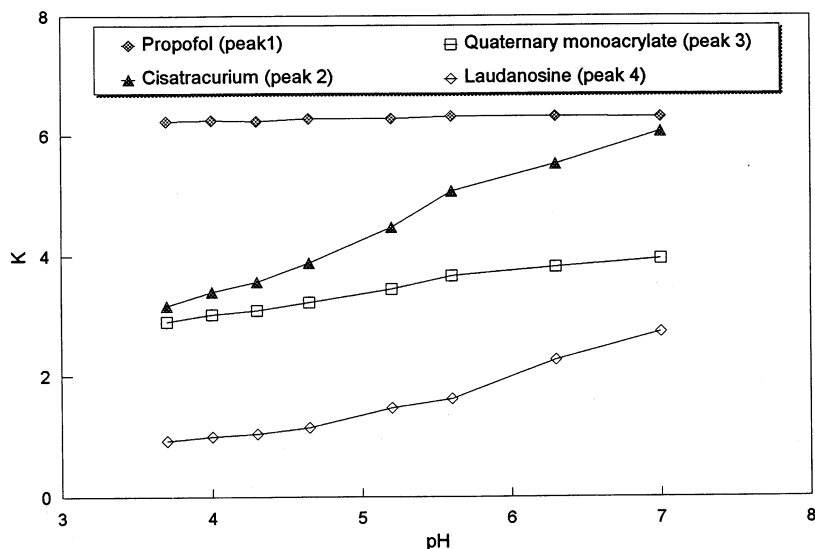 8
Propofol (peak1)
Quaternary monoacrylate (peak 3)
Cisatracurium (peak 2)
Laudanosine (peak 4)
6
4
2
0
K
3 4 5 6 7 8
pH